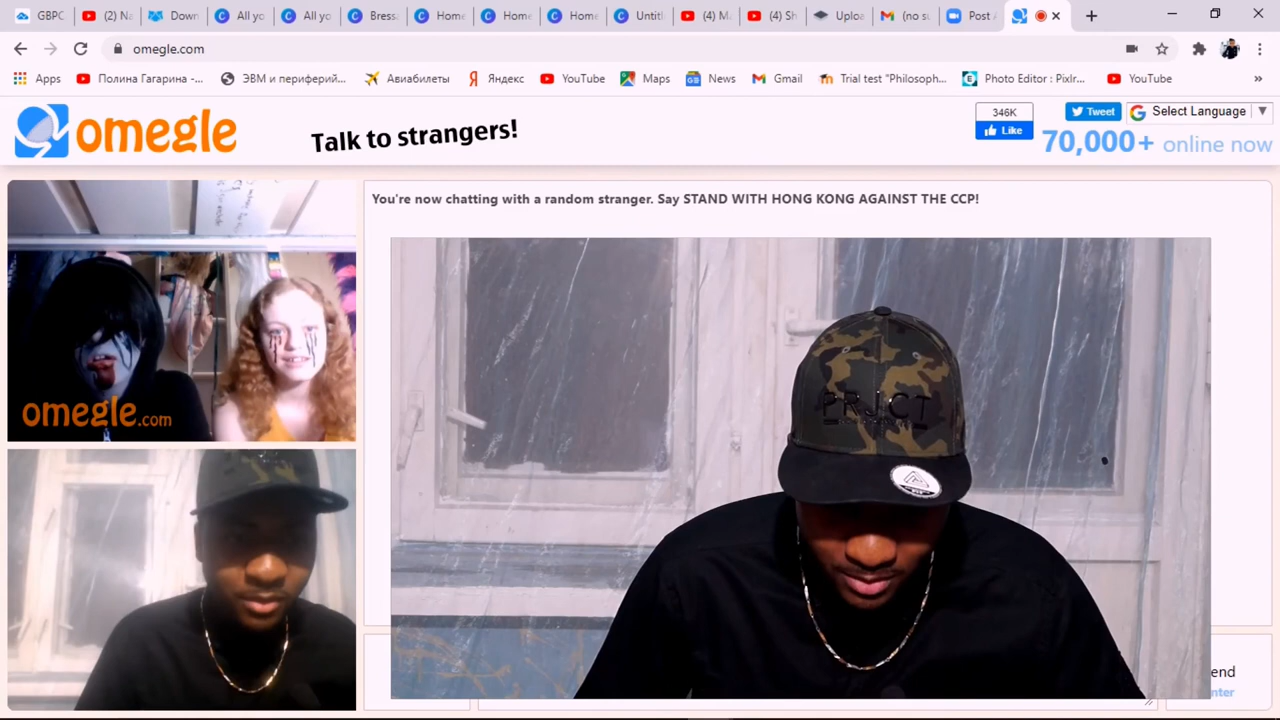 GBPC
(2) Na
Down
All yo
All yo
Bress
Home
Home
Home
Untitl
(4) M
(4) Sh
Uploa
(no su
Post
omegle.com
Apps
Полина Гагарина -...
ЭВМ и периферий...
Авиабилеты
Яндекс
YouTube
Maps
News
Gmail
Trial test "Philosoph...
Photo Editor : Pixlr...
YouTube
»
omegle
Talk to strangers!
346K
Like
Tweet
Select Language
70,000+ online now
You're now chatting with a random stranger. Say STAND WITH HONG KONG AGAINST THE CCP!
omegle.com
PRJCT
end
nter